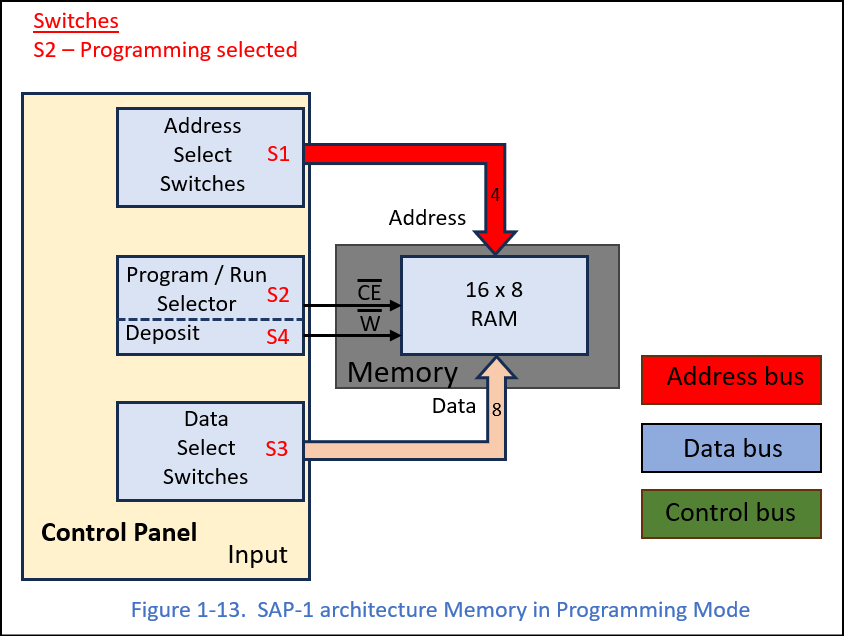 Switches
S2 – Programming selected
Address
Select
Switches
S1
4
Address
Program / Run
Selector
S2
Deposit
S4
CE
W
16 x 8
RAM
Memory
Data
8
Data
Select
Switches
S3
Control Panel
Input
Address bus
Data bus
Control bus
Figure 1-13. SAP-1 architecture Memory in Programming Mode